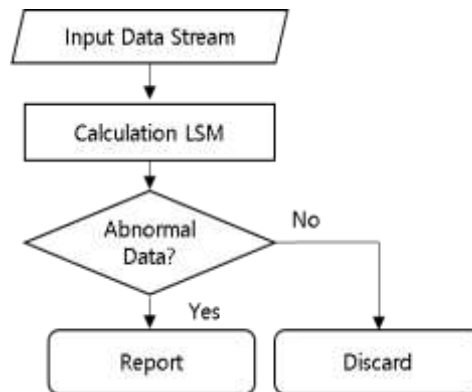 Input Data Stream
Calculation LSM
Abnormal
Data?
No
Yes
Report
Discard